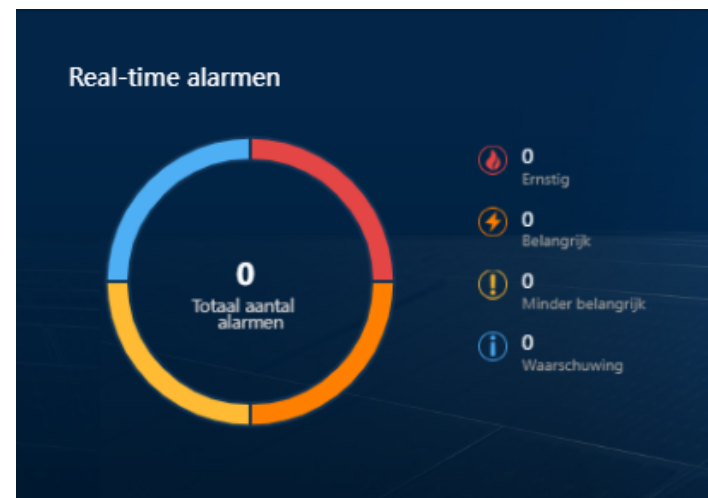 Real-time alarmen
0
Totaal aantal
alarmen
0
Ernstig
0
Belangrijk
0
Minder belangrijk
0
Waarschuwing